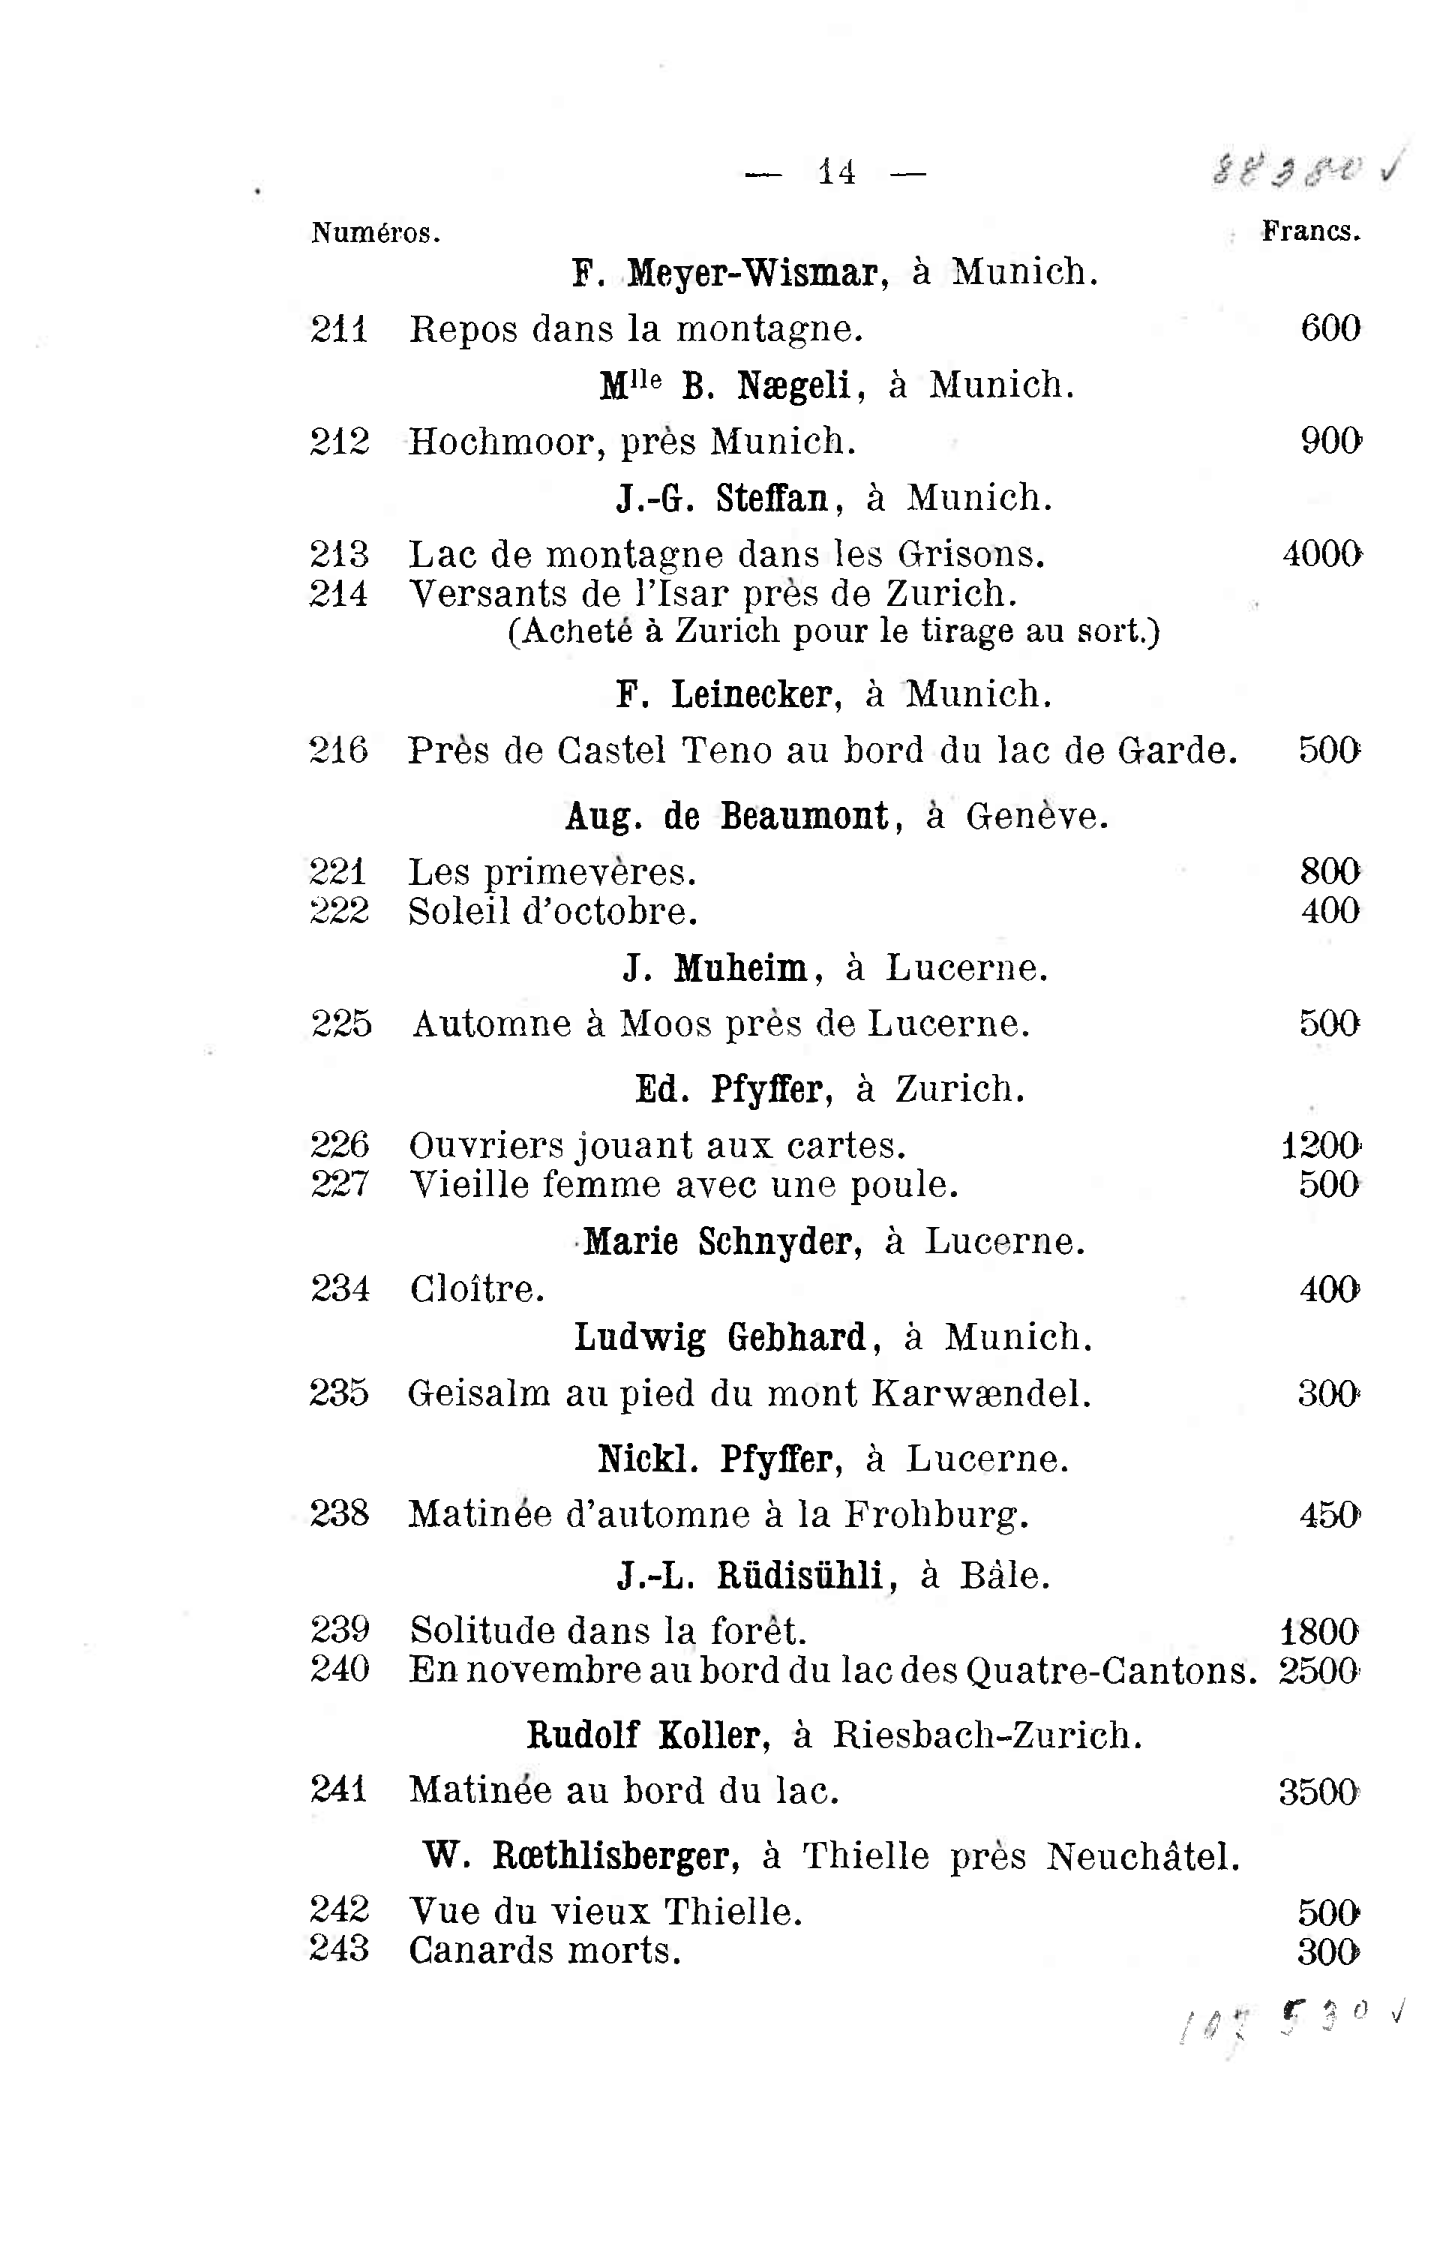 — 14 —
88380 ✓
Numéros. Francs.
F. Meyer-Wismar, à Munich.
211 Repos dans la montagne. 600
Mlle B. Nægeli, à Munich.
212 Hochmoor, près Munich. 900
J.-G. Steffan, à Munich.
213 Lac de montagne dans les Grisons. 4000
214 Versants de l'Isar près de Zurich.
(Acheté à Zurich pour le tirage au sort.)
F. Leinecker, à Munich.
216 Près de Castel Teno au bord du lac de Garde. 500
Aug. de Beaumont, à Genève.
221 Les primevères. 800
222 Soleil d'octobre. 400
J. Muheim, à Lucerne.
225 Automne à Moos près de Lucerne. 500
Ed. Pfyffer, à Zurich.
226 Ouvriers jouant aux cartes. 1200
227 Vieille femme avec une poule. 500
Marie Schnyder, à Lucerne.
234 Cloître. 400
Ludwig Gebhard, à Munich.
235 Geisalm au pied du mont Karwændel. 300
Nickl. Pfyffer, à Lucerne.
238 Matinée d'automne à la Frohburg. 450
J.-L. Rüdisühli, à Bâle.
239 Solitude dans la forêt. 1800
240 En novembre au bord du lac des Quatre-Cantons. 2500
Rudolf Koller, à Riesbach-Zurich.
241 Matinée au bord du lac. 3500
W. Rœthlisberger, à Thielle près Neuchâtel.
242 Vue du vieux Thielle. 500
243 Canards morts. 300
107530 ✓